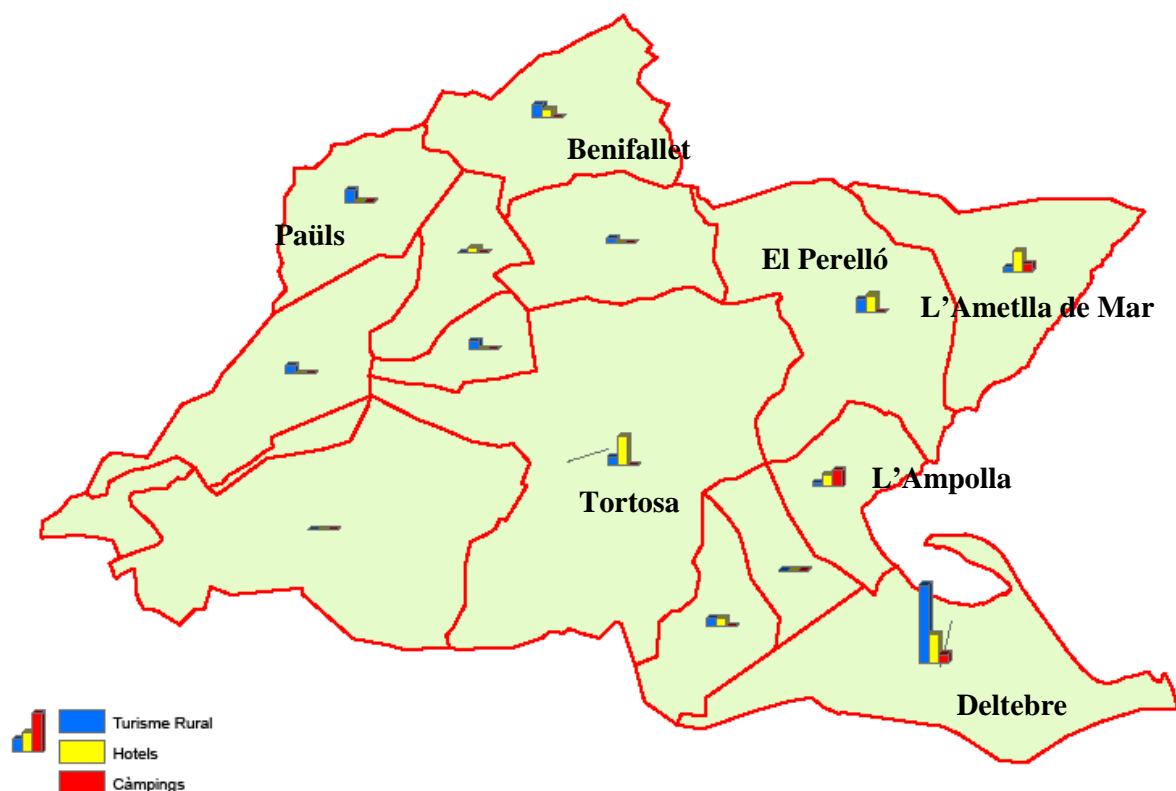 Benifallet
Paüls
El Perelló
L'Ametlla de Mar
L'Ampolla
Tortosa
Deltebre
Turisme Rural
Hotels
Càmpings